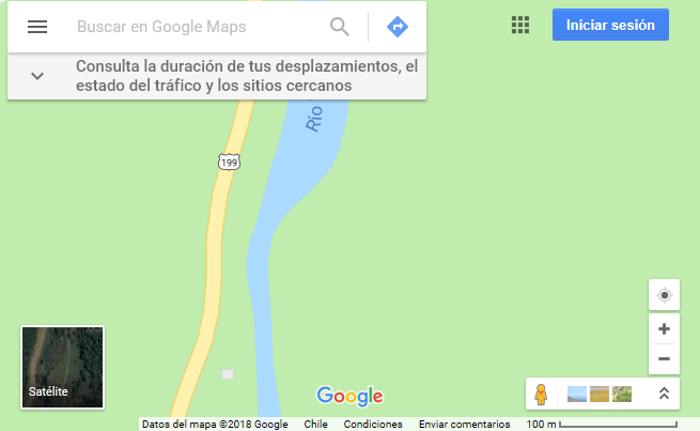 Buscar en Google Maps
Iniciar sesión
Consulta la duración de tus desplazamientos, el
estado del tráfico y los sitios cercanos
Río
199
Satélite
Google
Datos del mapa ©2018 Google Chile Condiciones Enviar comentarios 100 m